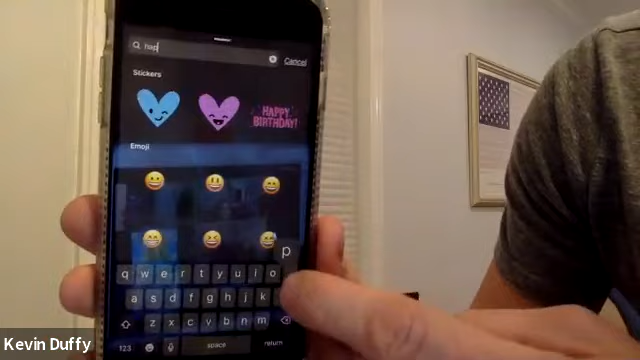 hap
Cancel
Stickers
HAPPY
BIRTHDAY!
Emoji
p
q w e r t y u i o
a s d f g h j k
z x c v b n m
123 space return
Kevin Duffy